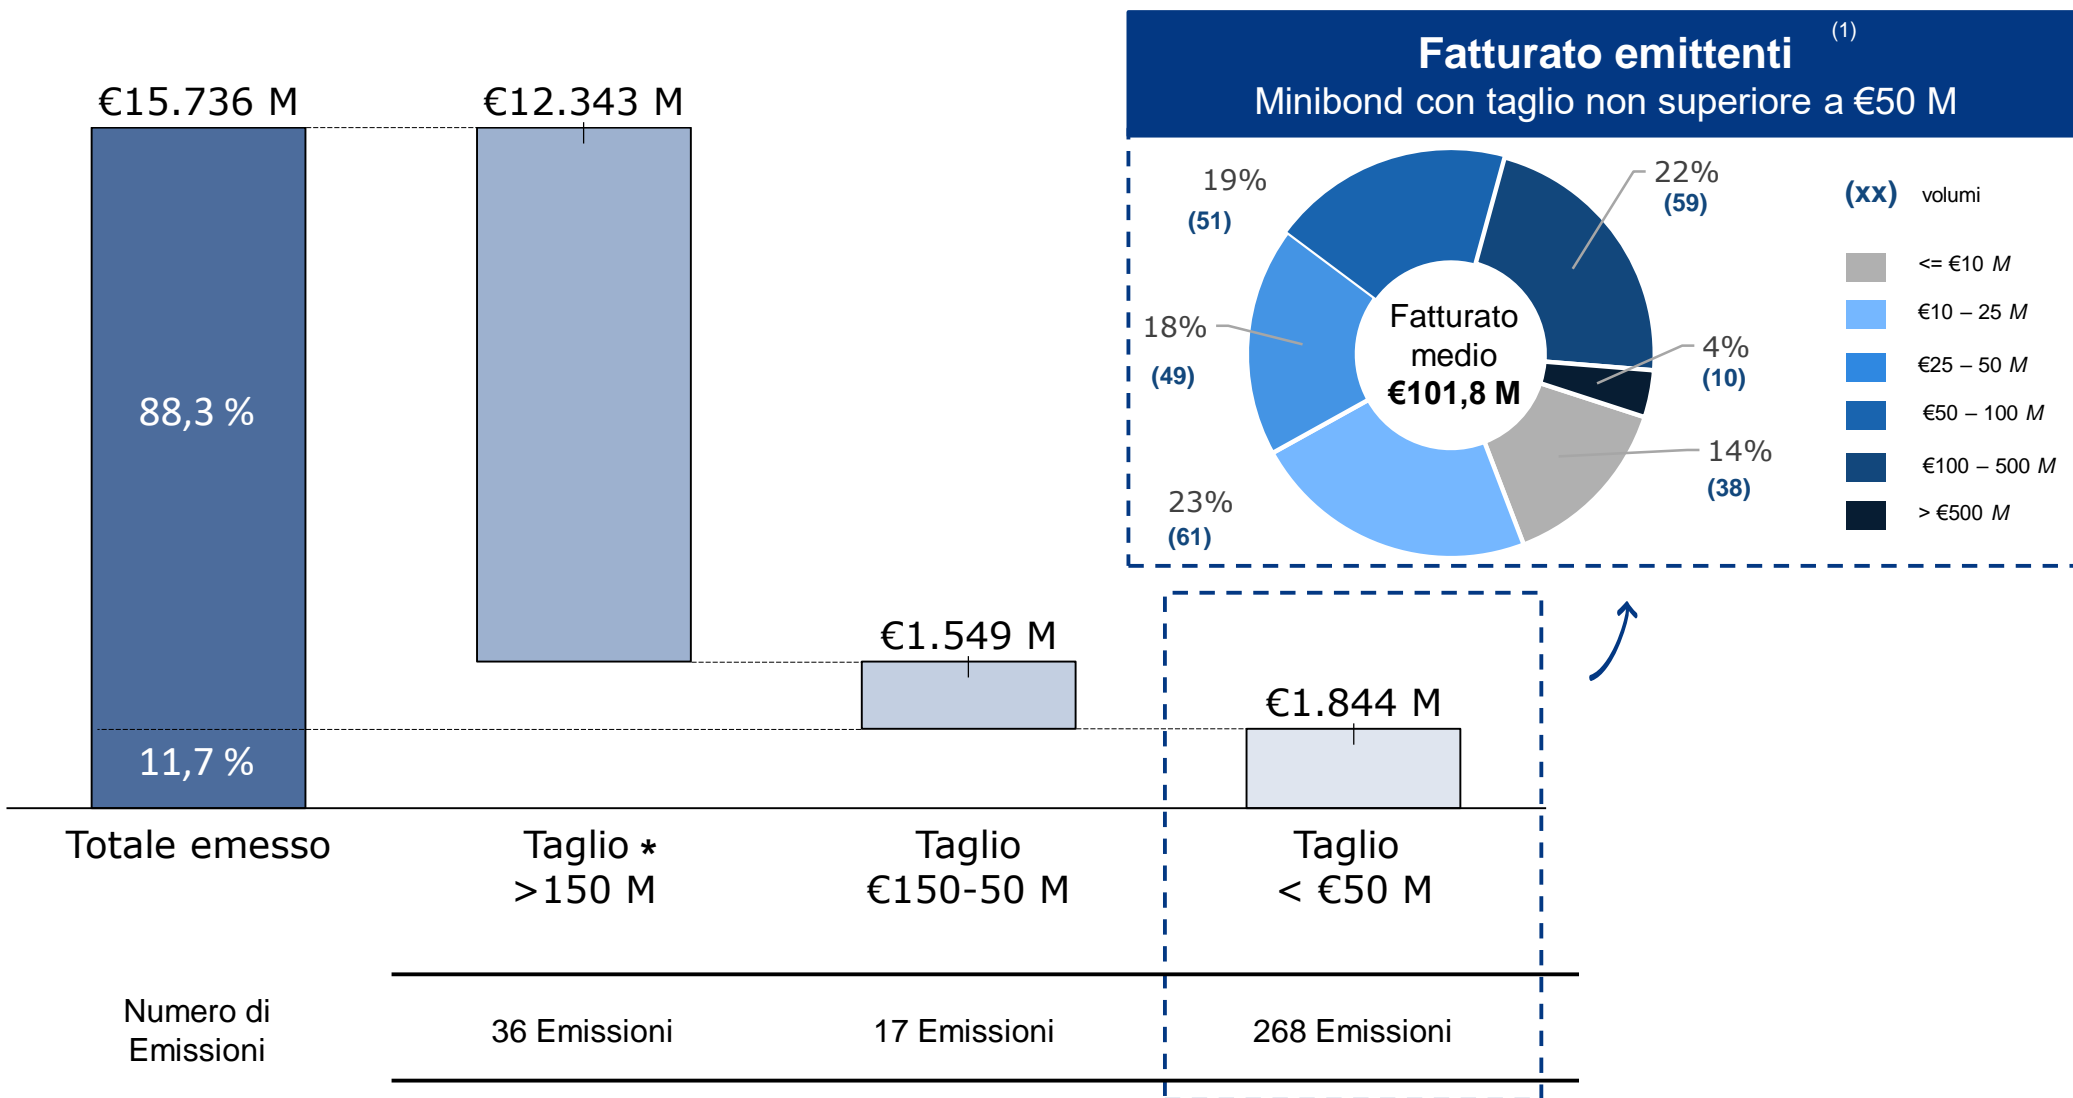 Fatturato emittenti (1)
Minibond con taglio non superiore a €50 M
€15.736 M
€12.343 M
€1.549 M
€1.844 M
88,3 %
11,7 %
19%
(51)
22%
(59)
18%
(49)
4%
(10)
14%
(38)
23%
(61)
Fatturato
medio
€101,8 M
(xx) volumi
<= €10 M
€10 – 25 M
€25 – 50 M
€50 – 100 M
€100 – 500 M
> €500 M
Totale emesso
Taglio *
>150 M
Taglio
€150-50 M
Taglio
< €50 M
Numero di
Emissioni
36 Emissioni
17 Emissioni
268 Emissioni